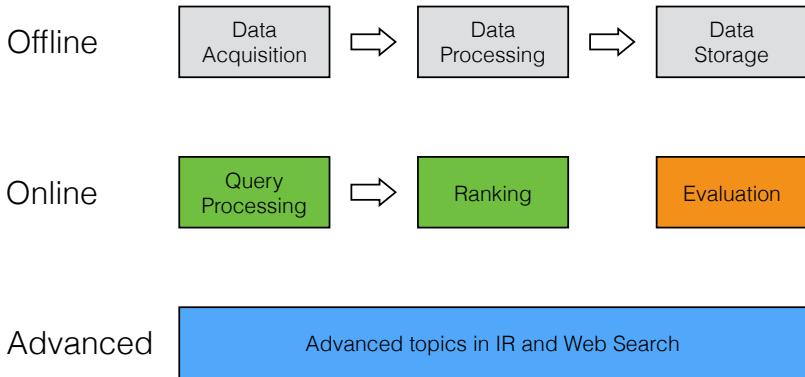 Offline
Data
Acquisition
Data
Processing
Data
Storage
Online
Query
Processing
Ranking
Evaluation
Advanced
Advanced topics in IR and Web Search